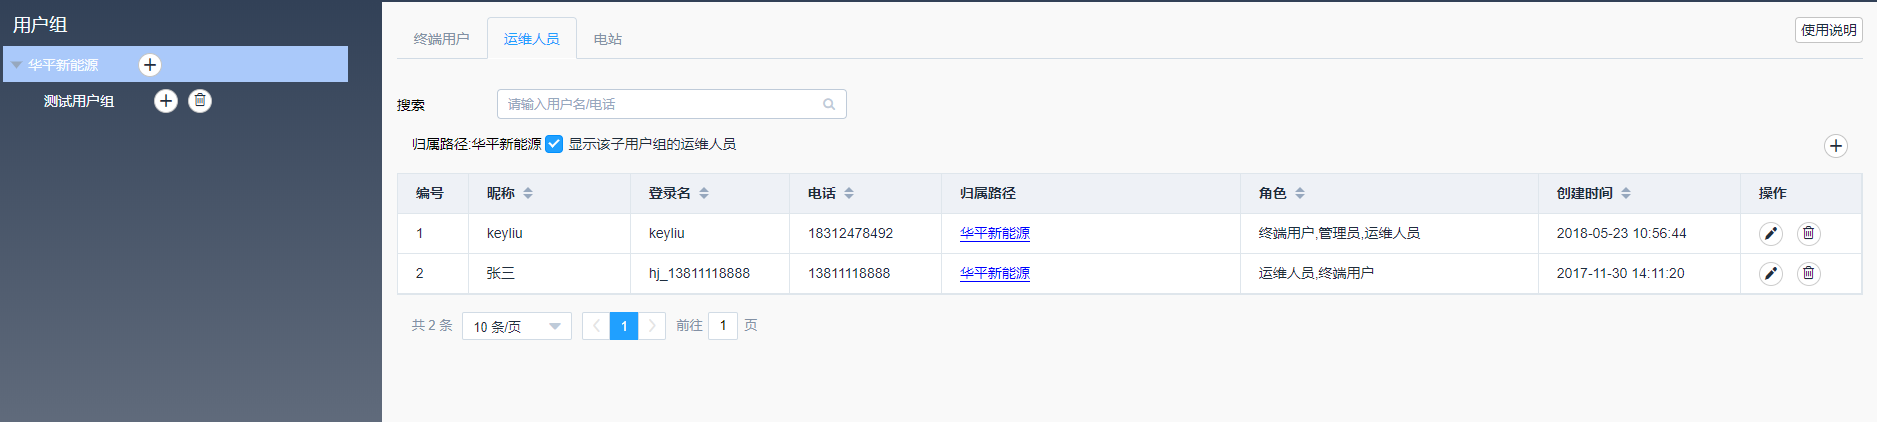 用户组
华平新能源
测试用户组
终端用户 运维人员 电站
使用说明
搜索 请输入用户名/电话
归属路径:华平新能源 显示该子用户组的运维人员
编号 昵称 登录名 电话 归属路径 角色 创建时间 操作
1 keyliu keyliu 18312478492 华平新能源 终端用户,管理员,运维人员 2018-05-23 10:56:44
2 张三 hj_13811118888 13811118888 华平新能源 运维人员,终端用户 2017-11-30 14:11:20
共 2 条 10 条/页 1 前往 1 页